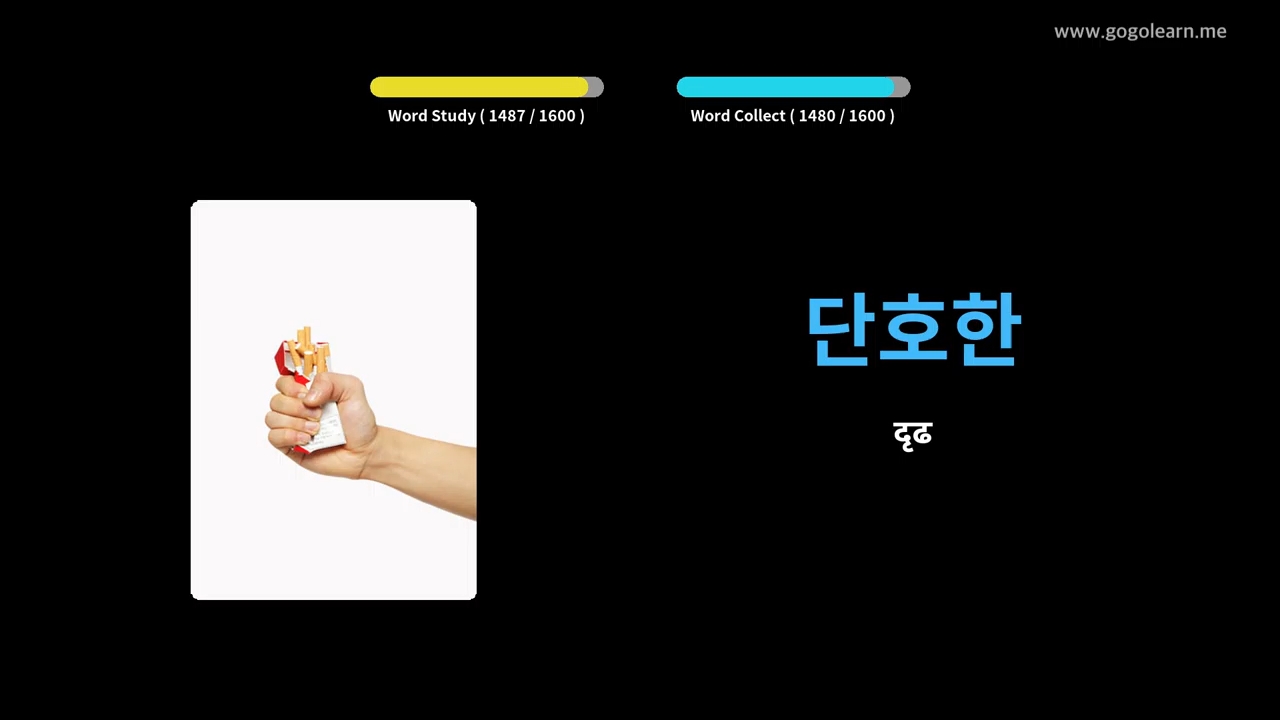 www.gogolearn.me
Word Study ( 1487 / 1600 )
Word Collect ( 1480 / 1600 )
단호한
दृढ